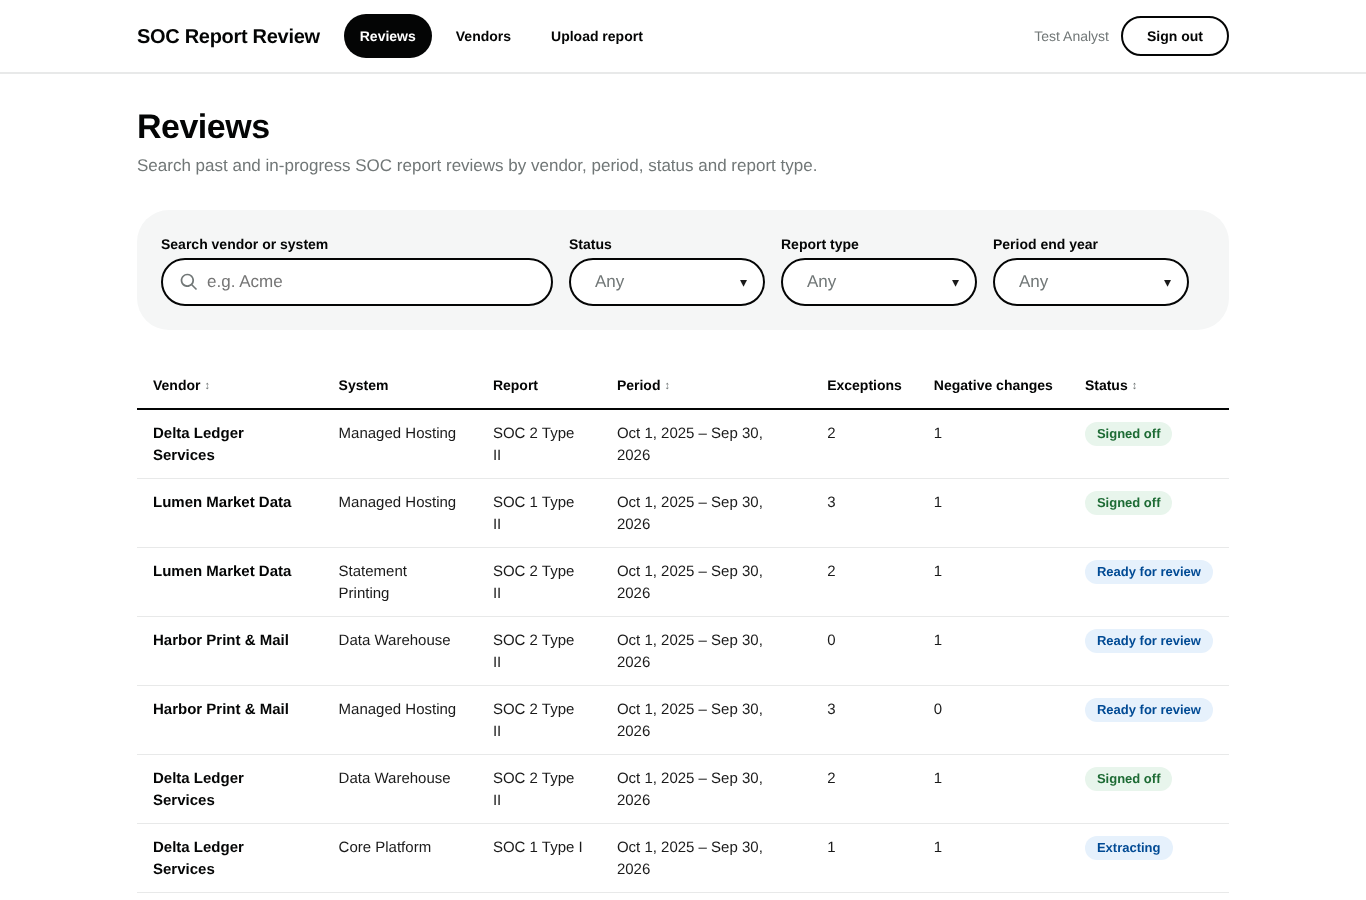 SOC Report Review Reviews Vendors Upload report Test Analyst Sign out
Reviews
Search past and in-progress SOC report reviews by vendor, period, status and report type.
Search vendor or system Status Report type Period end year
e.g. Acme Any ▼ Any ▼ Any ▼
Vendor ↕ System Report Period ↕ Exceptions Negative changes Status ↕
Delta Ledger Managed Hosting SOC 2 Type Oct 1, 2025 – Sep 30, 2 1 Signed off
Services II 2026
Lumen Market Data Managed Hosting SOC 1 Type Oct 1, 2025 – Sep 30, 3 1 Signed off
II 2026
Lumen Market Data Statement SOC 2 Type Oct 1, 2025 – Sep 30, 2 1 Ready for review
Printing II 2026
Harbor Print & Mail Data Warehouse SOC 2 Type Oct 1, 2025 – Sep 30, 0 1 Ready for review
II 2026
Harbor Print & Mail Managed Hosting SOC 2 Type Oct 1, 2025 – Sep 30, 3 0 Ready for review
II 2026
Delta Ledger Data Warehouse SOC 2 Type Oct 1, 2025 – Sep 30, 2 1 Signed off
Services II 2026
Delta Ledger Core Platform SOC 1 Type I Oct 1, 2025 – Sep 30, 1 1 Extracting
Services 2026